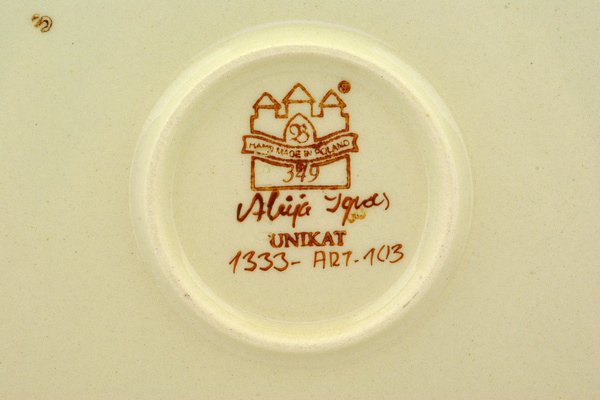 B
HAND MADE IN POLAND
349
UNIKAT
1333-ART-103